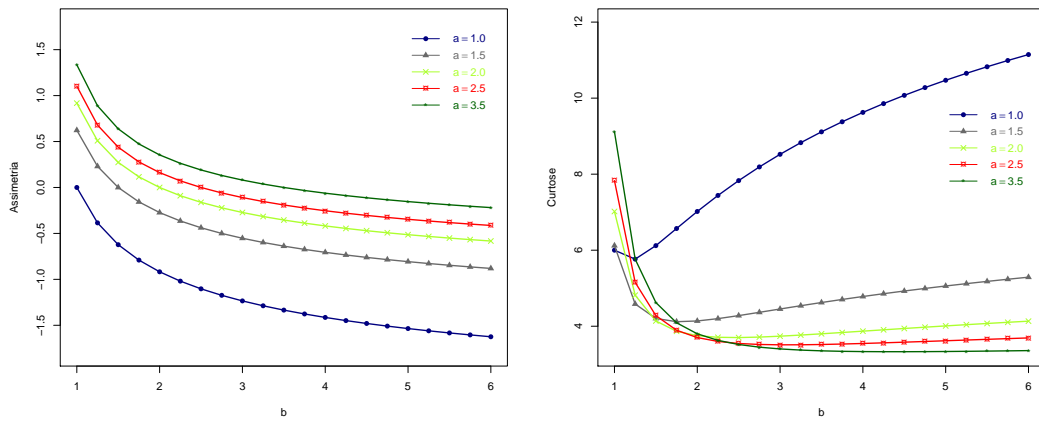 Assimetria
1.5
1.0
0.5
0.0
-0.5
-1.0
-1.5
a = 1.0
a = 1.5
a = 2.0
a = 2.5
a = 3.5
1 2 3 4 5 6
b
Curtose
12
10
8
6
4
a = 1.0
a = 1.5
a = 2.0
a = 2.5
a = 3.5
1 2 3 4 5 6
b